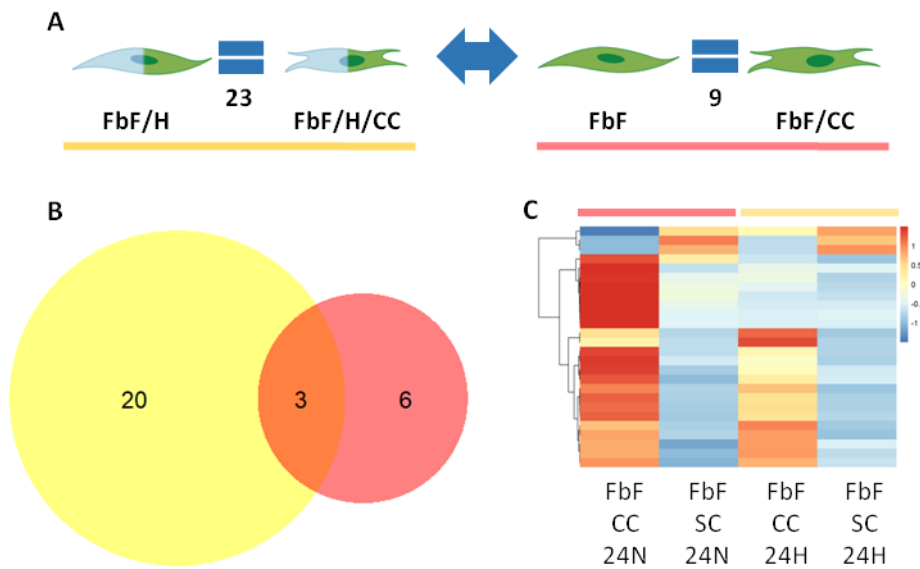 A
23
9
FbF/H
FbF/H/CC
FbF
FbF/CC
B
C
20
3
6
1
0.5
0
-0.
-1
FbF FbF FbF FbF
CC SC CC SC
24N 24N 24H 24H